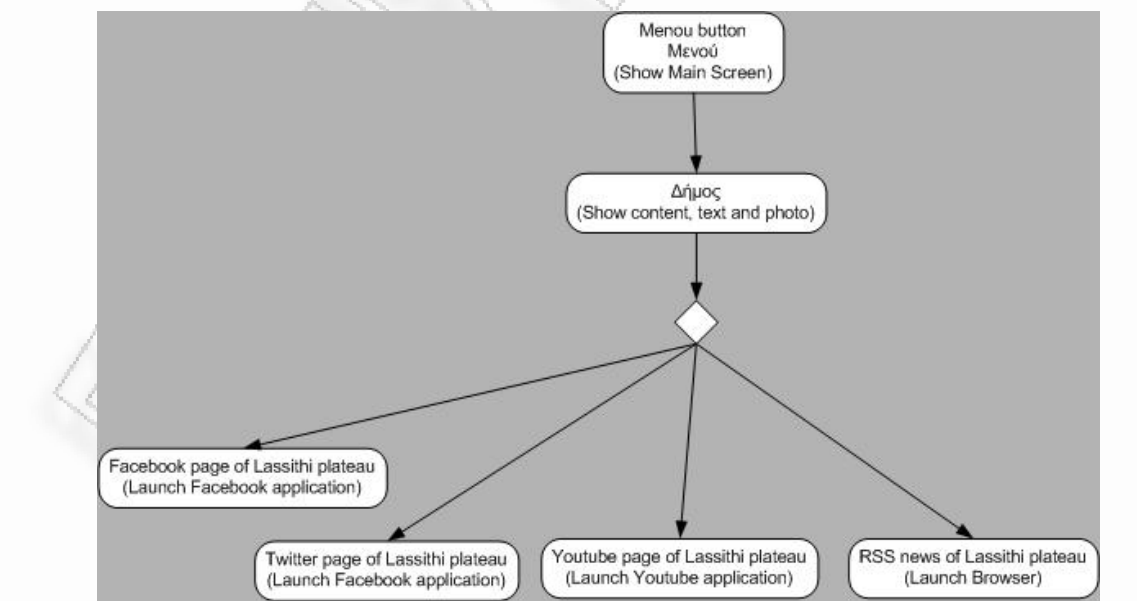 Menou button
Μενού
(Show Main Screen)
Δήμος
(Show content, text and photo)
Facebook page of Lassithi plateau
(Launch Facebook application)
Twitter page of Lassithi plateau
(Launch Facebook application)
Youtube page of Lassithi plateau
(Launch Youtube application)
RSS news of Lassithi plateau
(Launch Browser)